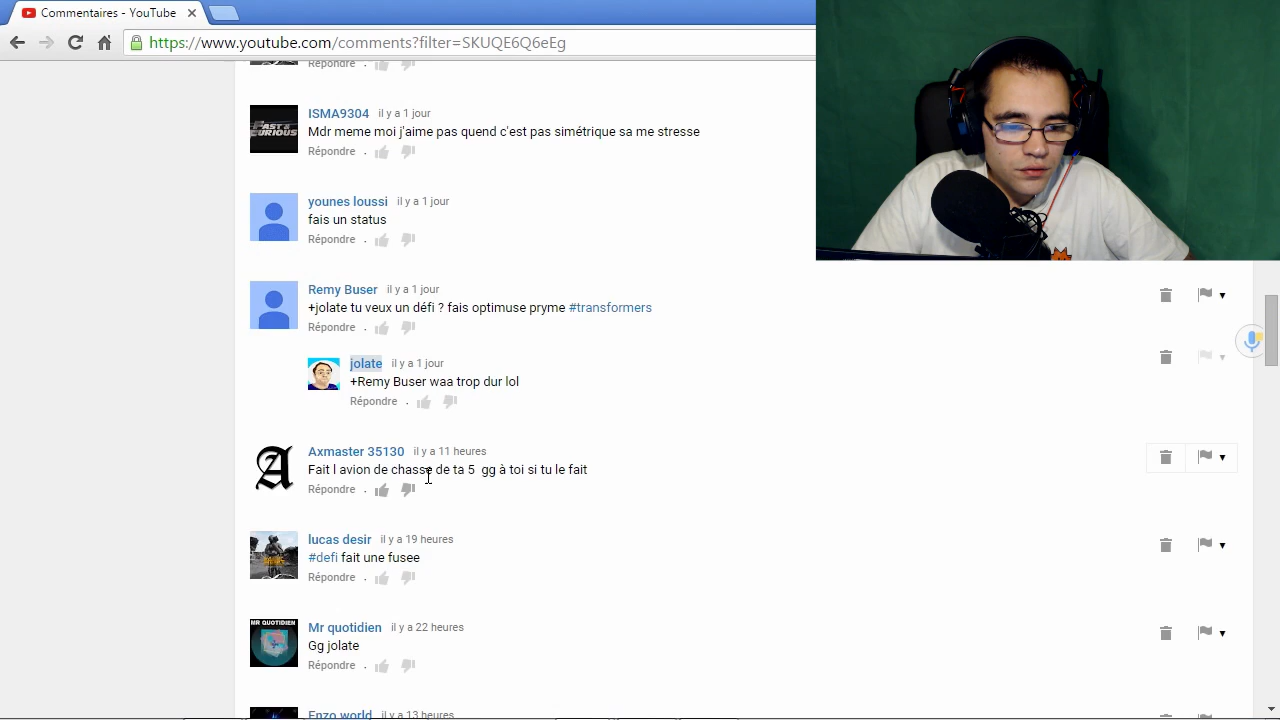 Commentaires - YouTube
https://www.youtube.com/comments?filter=SKUQE6Q6eEg
Répondre .
FAST & FURIOUS
ISMA9304 il y a 1 jour
Mdr meme moi j'aime pas quend c'est pas simétrique sa me stresse
Répondre .
younes loussi il y a 1 jour
fais un status
Répondre .
Remy Buser il y a 1 jour
+jolate tu veux un défi ? fais optimuse pryme #transformers
Répondre .
jolate il y a 1 jour
+Remy Buser waa trop dur lol
Répondre .
A
Axmaster 35130 il y a 11 heures
Fait l avion de chasse de ta 5 gg à toi si tu le fait
Répondre .
lucas desir il y a 19 heures
#defi fait une fusee
Répondre .
MR QUOTIDIEN
Mr quotidien il y a 22 heures
Gg jolate
Répondre .
Enzo world il y a 13 heures